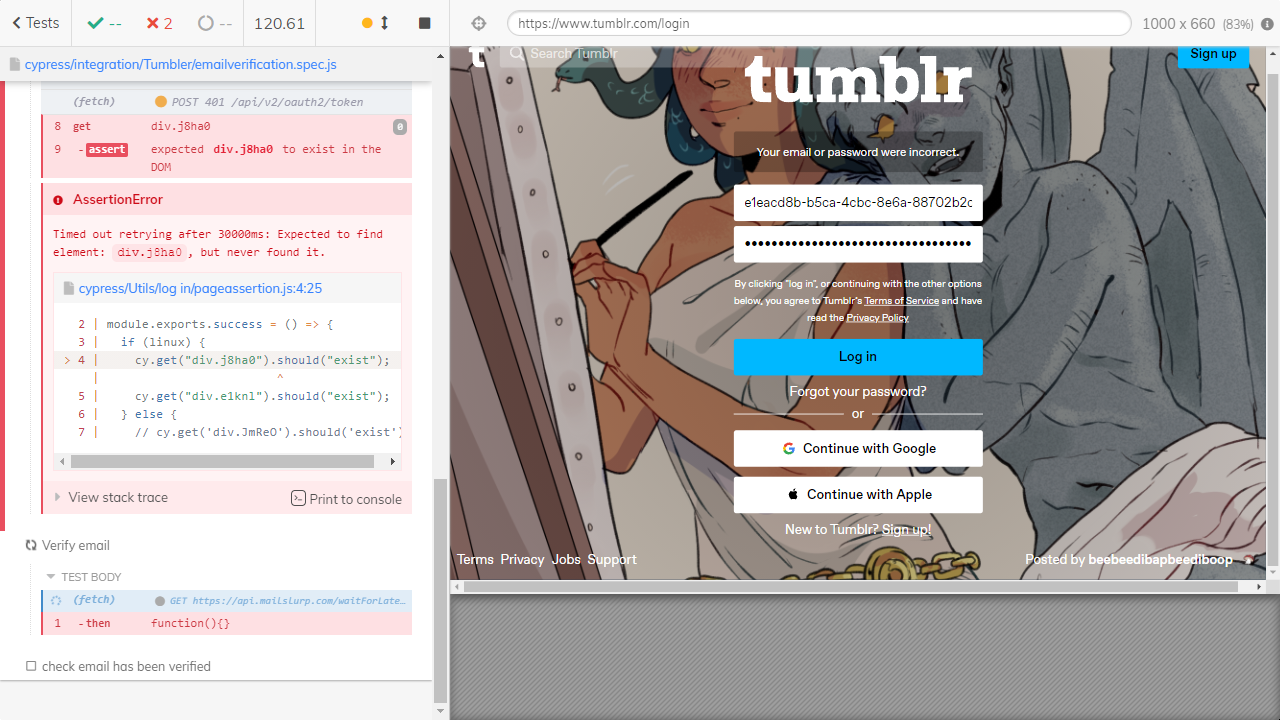 Tests
--
2
--
120.61
https://www.tumblr.com/login
1000 x 660 (83%)
cypress/integration/Tumbler/emailverification.spec.js
(fetch) POST 401 /api/v2/oauth2/token
8 get div.j8ha0 0
9 -assert expected div.j8ha0 to exist in the
DOM
AssertionError
Timed out retrying after 30000ms: Expected to find
element: div.j8ha0, but never found it.
cypress/Utils/log in/pageassertion.js:4:25
2 | module.exports.success = () => {
3 | if (linux) {
> 4 | cy.get("div.j8ha0").should("exist");
| ^
5 | cy.get("div.e1knl").should("exist");
6 | } else {
7 | // cy.get('div.JmReO').should('exist')
View stack trace
Print to console
Verify email
TEST BODY
(fetch) GET https://api.mailslurp.com/waitForLate…
1 -then function(){}
check email has been verified
t
Search Tumblr
Sign up
tumblr
Your email or password were incorrect.
e1eacd8b-b5ca-4cbc-8e6a-88702b2c
By clicking "log in", or continuing with the other options
below, you agree to Tumblr's Terms of Service and have
read the Privacy Policy
Log in
Forgot your password?
or
Continue with Google
Continue with Apple
New to Tumblr? Sign up!
Terms Privacy Jobs Support
Posted by beebeedibapbeediboop